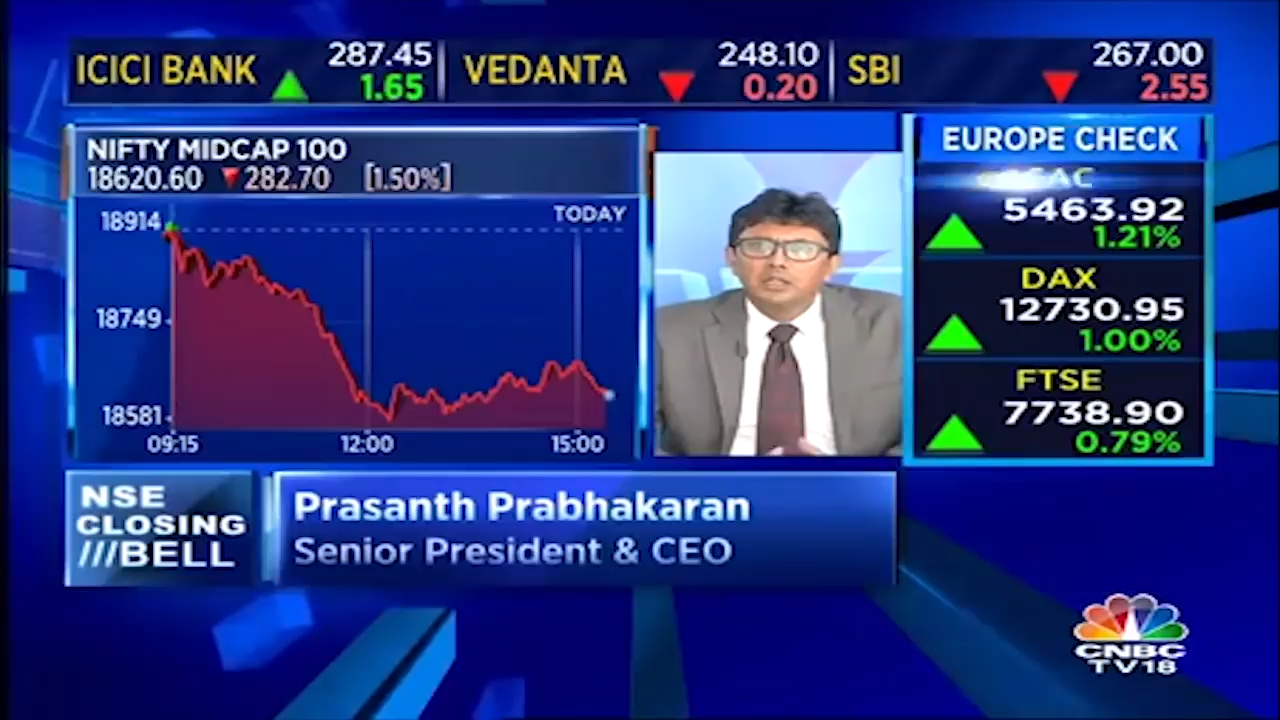 ICICI BANK 287.45 1.65
VEDANTA 248.10 0.20
SBI 267.00 2.55
NIFTY MIDCAP 100
18620.60 282.70 [1.50%]
TODAY
18914
18749
18581
09:15 12:00 15:00
EUROPE CHECK
5463.92
1.21%
DAX
12730.95
1.00%
FTSE
7738.90
0.79%
NSE
CLOSING
///BELL
Prasanth Prabhakaran
Senior President & CEO
CNBC
TV18